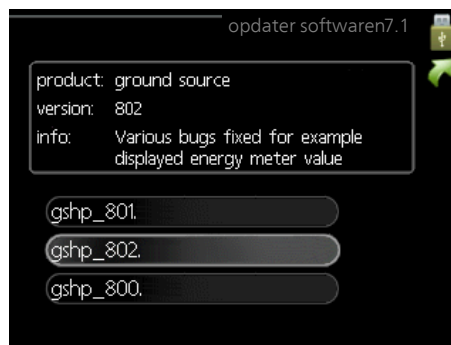 opdater softwaren7.1
product: ground source
version: 802
info: Various bugs fixed for example
displayed energy meter value
gshp_801.
gshp_802.
gshp_800.